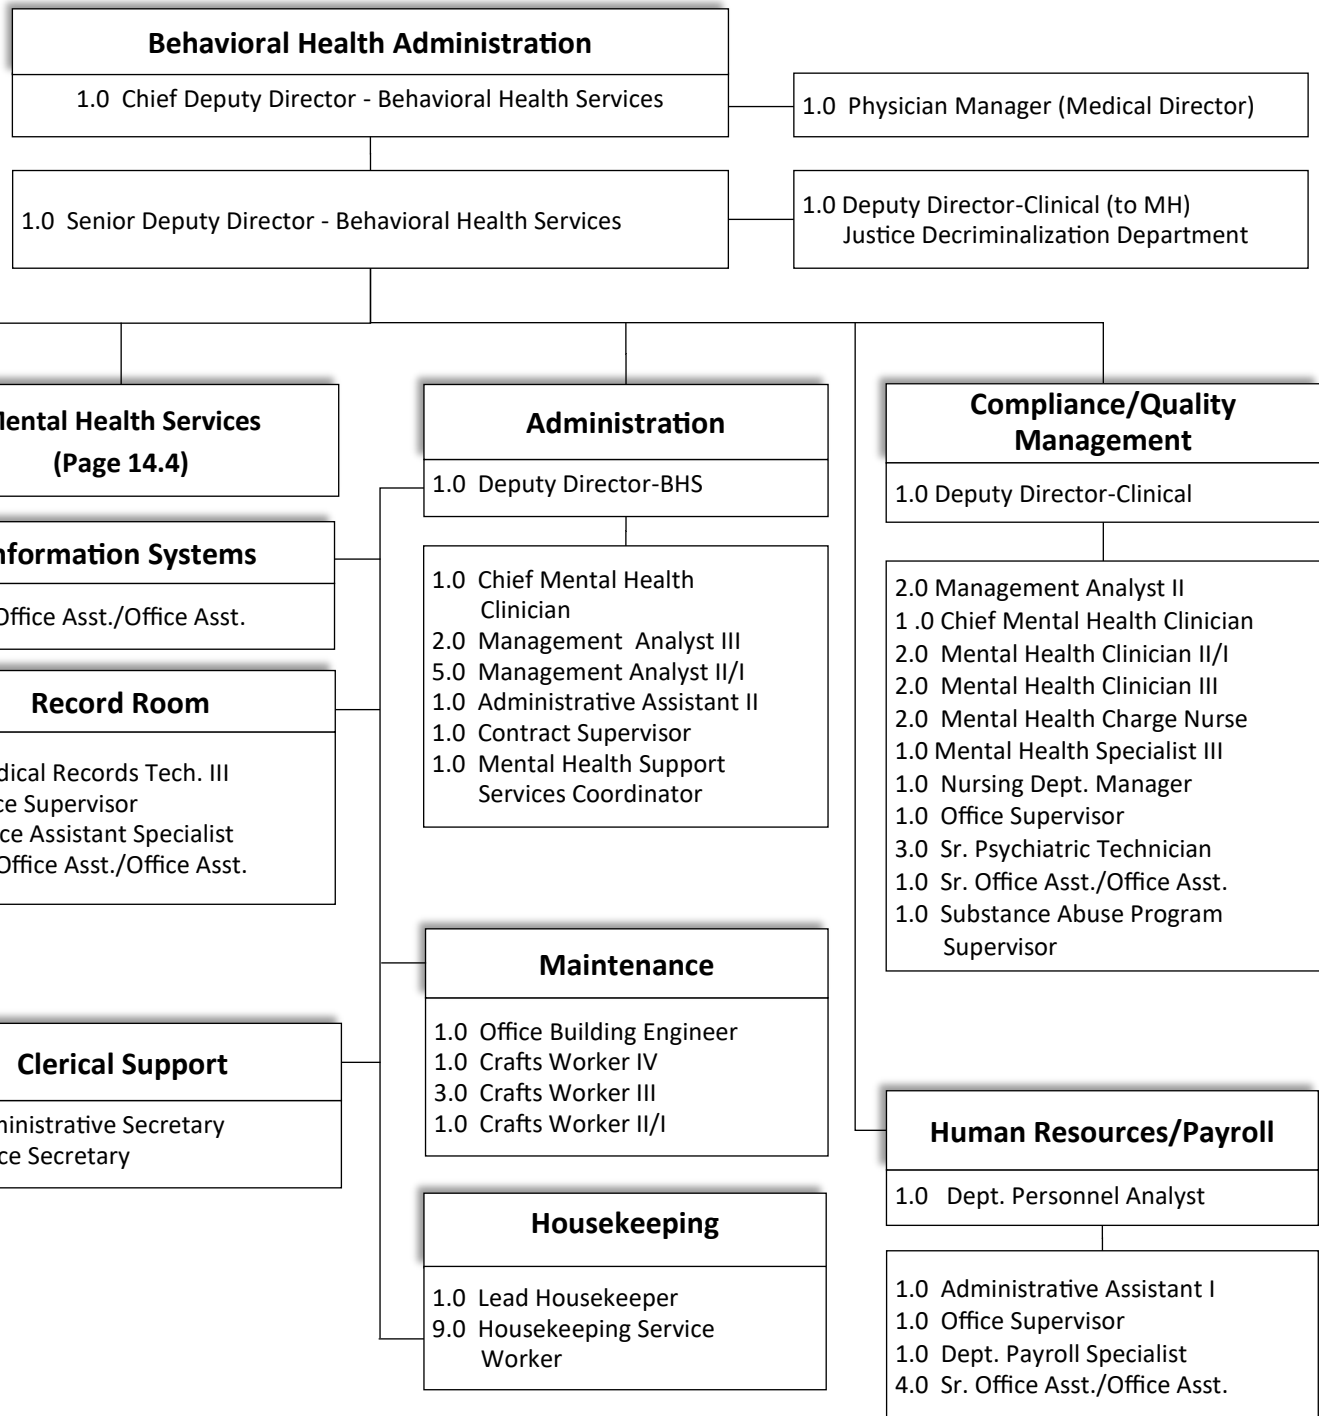 Behavioral Health Administration
1.0 Chief Deputy Director - Behavioral Health Services
1.0 Physician Manager (Medical Director)
1.0 Senior Deputy Director - Behavioral Health Services
1.0 Deputy Director-Clinical (to MH)
Justice Decriminalization Department
Health Services
(Page 14.4)
Systems
Office Asst./Office Asst.
Record Room
Records Tech. III
Supervisor
Assistant Specialist
Office Asst./Office Asst.
Clerical Support
Secretary
Secretary
Administration
1.0 Deputy Director-BHS
1.0 Chief Mental Health
Clinician
2.0 Management Analyst III
5.0 Management Analyst II/I
1.0 Administrative Assistant II
1.0 Contract Supervisor
1.0 Mental Health Support
Services Coordinator
Maintenance
1.0 Office Building Engineer
1.0 Crafts Worker IV
3.0 Crafts Worker III
1.0 Crafts Worker II/I
Housekeeping
1.0 Lead Housekeeper
9.0 Housekeeping Service
Worker
Compliance/Quality
Management
1.0 Deputy Director-Clinical
2.0 Management Analyst II
1 .0 Chief Mental Health Clinician
2.0 Mental Health Clinician II/I
2.0 Mental Health Clinician III
2.0 Mental Health Charge Nurse
1.0 Mental Health Specialist III
1.0 Nursing Dept. Manager
1.0 Office Supervisor
3.0 Sr. Psychiatric Technician
1.0 Sr. Office Asst./Office Asst.
1.0 Substance Abuse Program
Supervisor
Human Resources/Payroll
1.0 Dept. Personnel Analyst
1.0 Administrative Assistant I
1.0 Office Supervisor
1.0 Dept. Payroll Specialist
4.0 Sr. Office Asst./Office Asst.